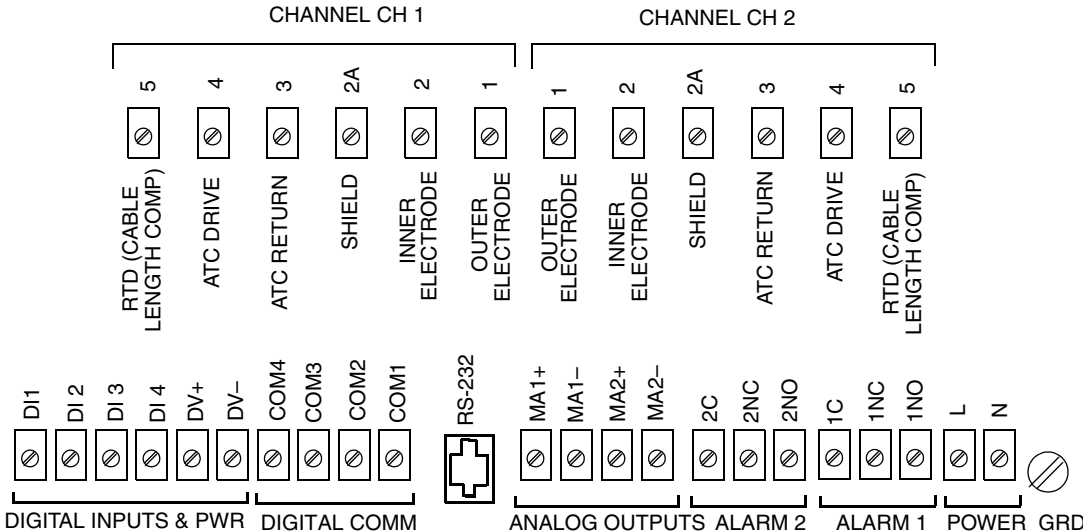 CHANNEL CH 1
CHANNEL CH 2
5
4
3
2A
2
1
1
2
2A
3
4
5
RTD (CABLE
LENGTH COMP)
ATC DRIVE
ATC RETURN
SHIELD
INNER
ELECTRODE
OUTER
ELECTRODE
OUTER
ELECTRODE
INNER
ELECTRODE
SHIELD
ATC RETURN
ATC DRIVE
RTD (CABLE
LENGTH COMP)
DI1
DI 2
DI 3
DI 4
DV+
DV–
COM4
COM3
COM2
COM1
RS-232
MA1+
MA1–
MA2+
MA2–
2C
2NC
2NO
1C
1NC
1NO
L
N
DIGITAL INPUTS & PWR
DIGITAL COMM
ANALOG OUTPUTS
ALARM 2
ALARM 1
POWER
GRD